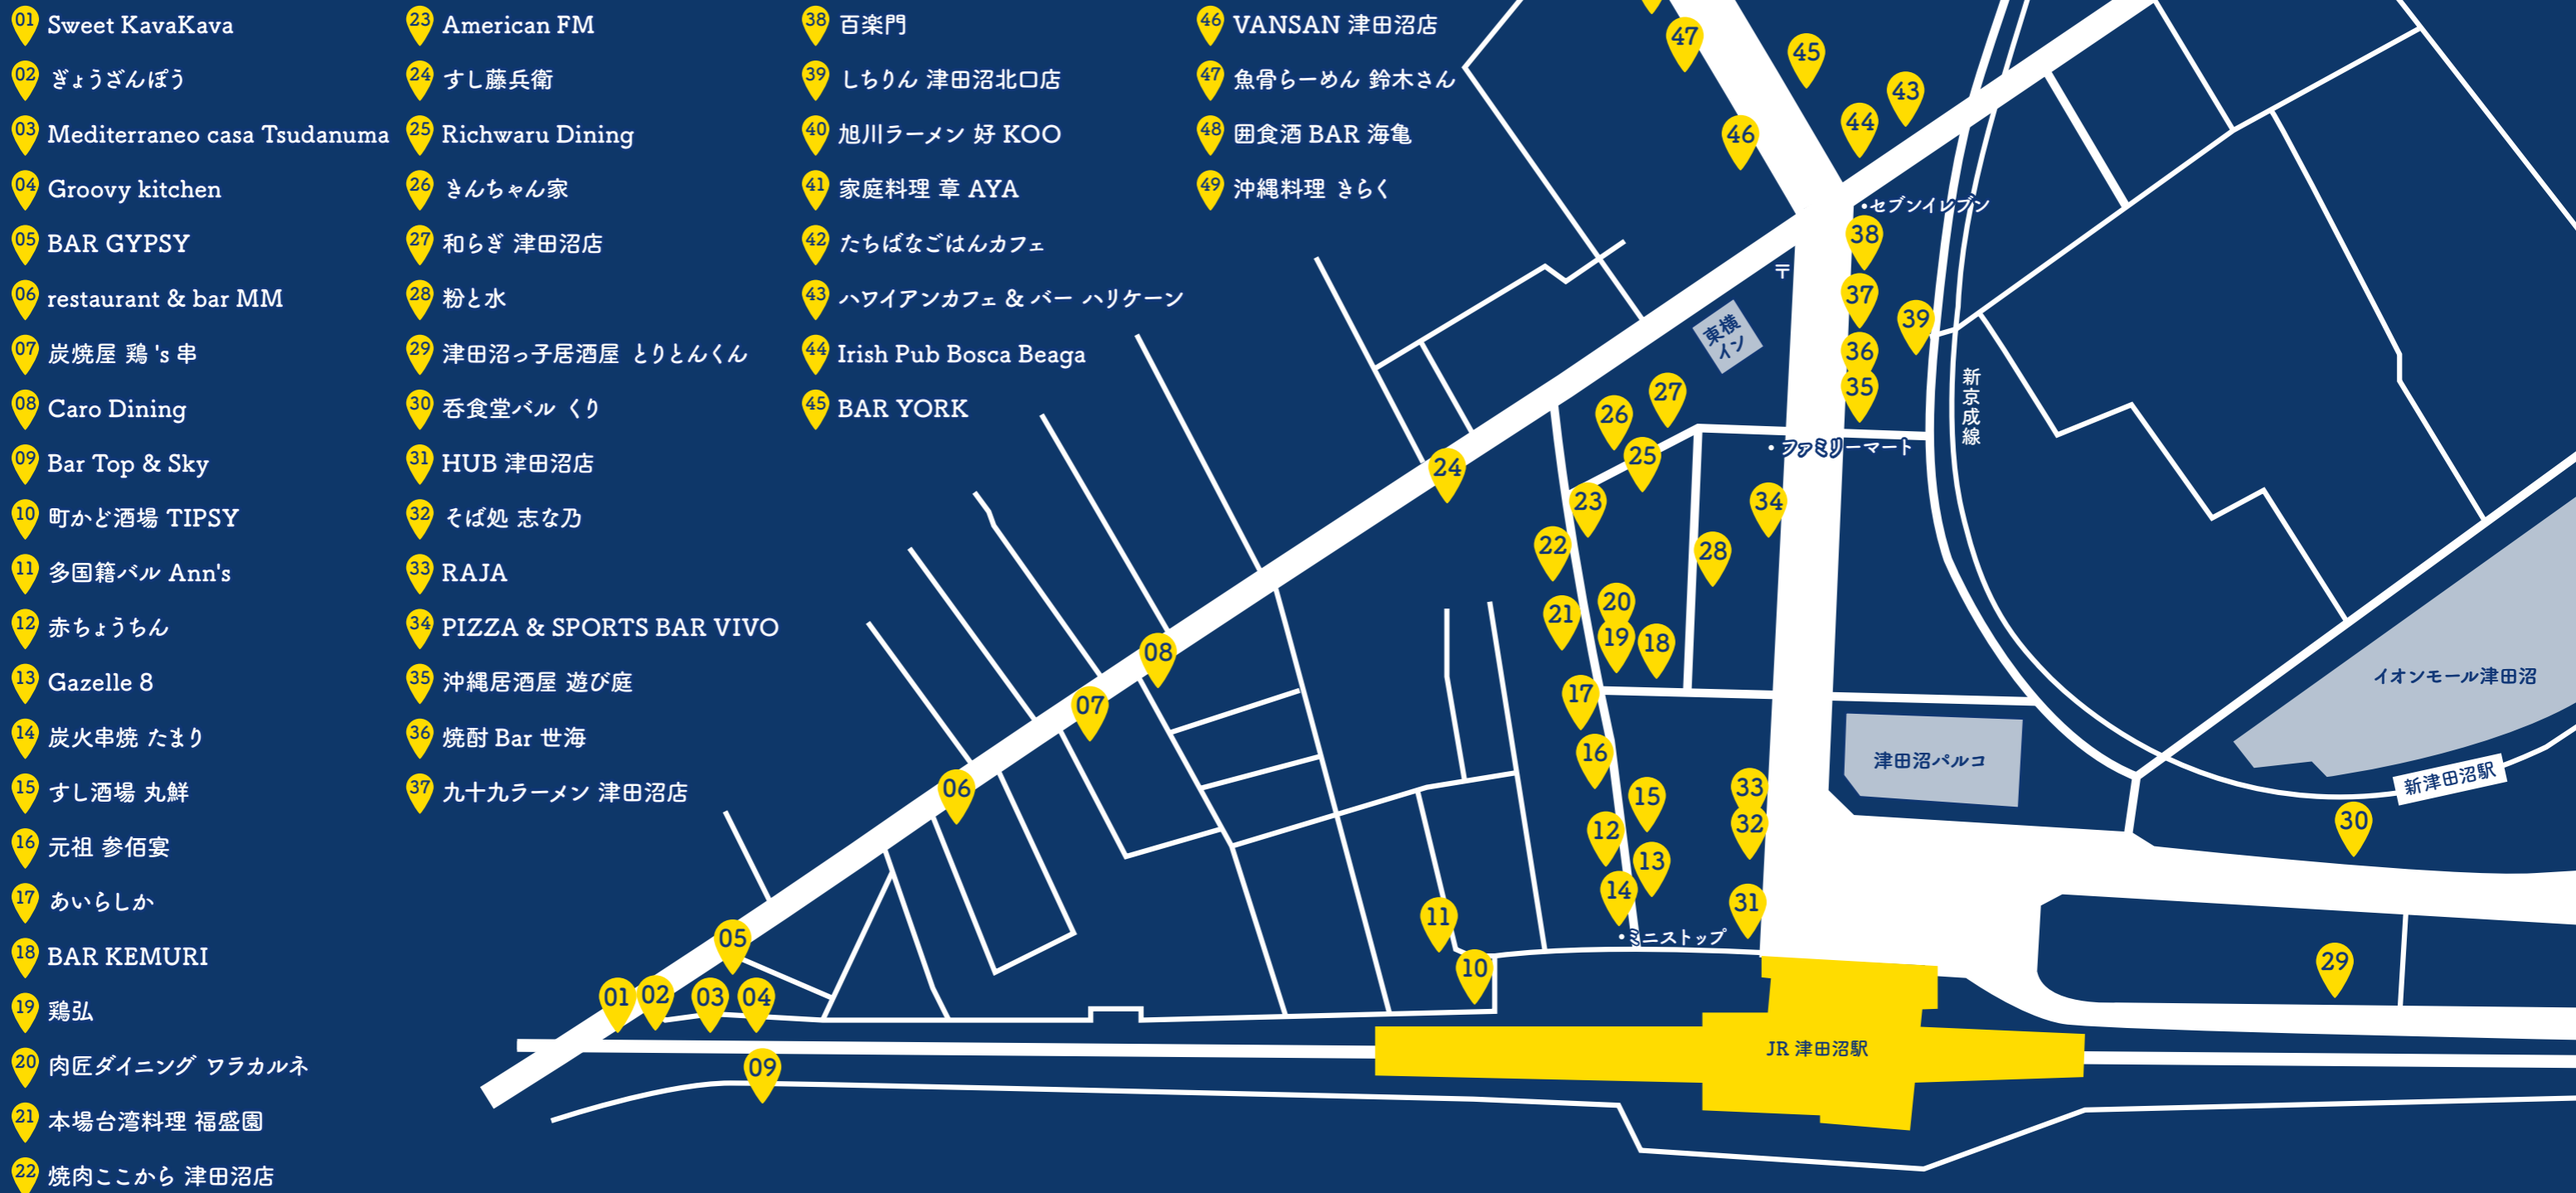 01 Sweet KavaKava
02 ぎょうざんぽう
03 Mediterraneo casa Tsudanuma
04 Groovy kitchen
05 BAR GYPSY
06 restaurant & bar MM
07 炭焼屋 鶏 's 串
08 Caro Dining
09 Bar Top & Sky
10 町かど酒場 TIPSY
11 多国籍バル Ann's
12 赤ちょうちん
13 Gazelle 8
14 炭火串焼 たまり
15 すし酒場 丸鮮
16 元祖 参佰宴
17 あいらしか
18 BAR KEMURI
19 鶏弘
20 肉匠ダイニング ワラカルネ
21 本場台湾料理 福盛園
22 焼肉ここから 津田沼店
23 American FM
24 すし藤兵衛
25 Richwaru Dining
26 きんちゃん家
27 和らぎ 津田沼店
28 粉と水
29 津田沼っ子居酒屋 とりとんくん
30 呑食堂バル くり
31 HUB 津田沼店
32 そば処 志な乃
33 RAJA
34 PIZZA & SPORTS BAR VIVO
35 沖縄居酒屋 遊び庭
36 焼酎 Bar 世海
37 九十九ラーメン 津田沼店
38 百楽門
39 しちりん 津田沼北口店
40 旭川ラーメン 好 KOO
41 家庭料理 章 AYA
42 たちばなごはんカフェ
43 ハワイアンカフェ & バー ハリケーン
44 Irish Pub Bosca Beaga
45 BAR YORK
46 VANSAN 津田沼店
47 魚骨らーめん 鈴木さん
48 囲食酒 BAR 海亀
49 沖縄料理 きらく
47
45
43
44
46
•セブンイレブン
38
〒
37
39
東横
イン
36
35
新京成線
27
26
•ファミリーマート
25
24
23
34
22
28
20
21
19
18
08
イオンモール津田沼
17
07
16
津田沼パルコ
新津田沼駅
06
33
15
32
30
12
13
14
31
11
05
•ミニストップ
29
10
01
02
03
04
JR 津田沼駅
09